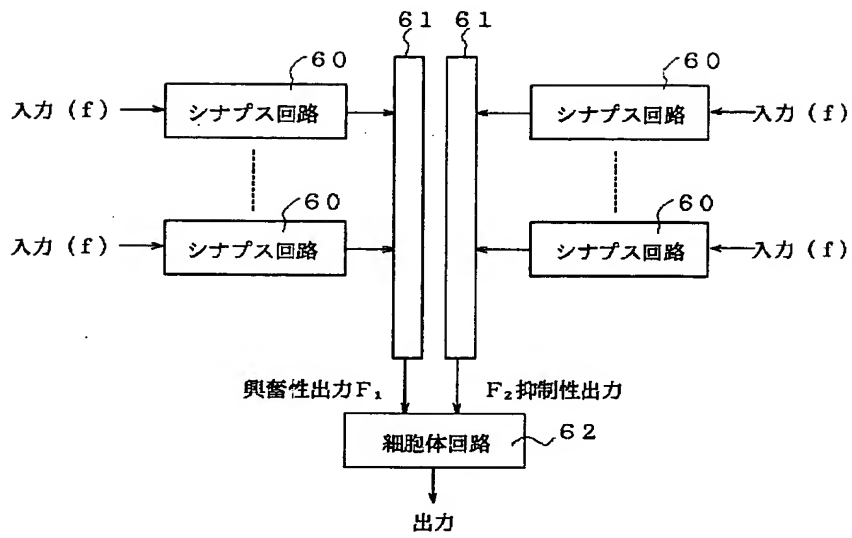 ６１ ６１
６０ ６０
入力（f） シナプス回路 シナプス回路 入力（f）
６０ ６０
入力（f） シナプス回路 シナプス回路 入力（f）
興奮性出力F₁ F₂抑制性出力
細胞体回路 ６２
出力